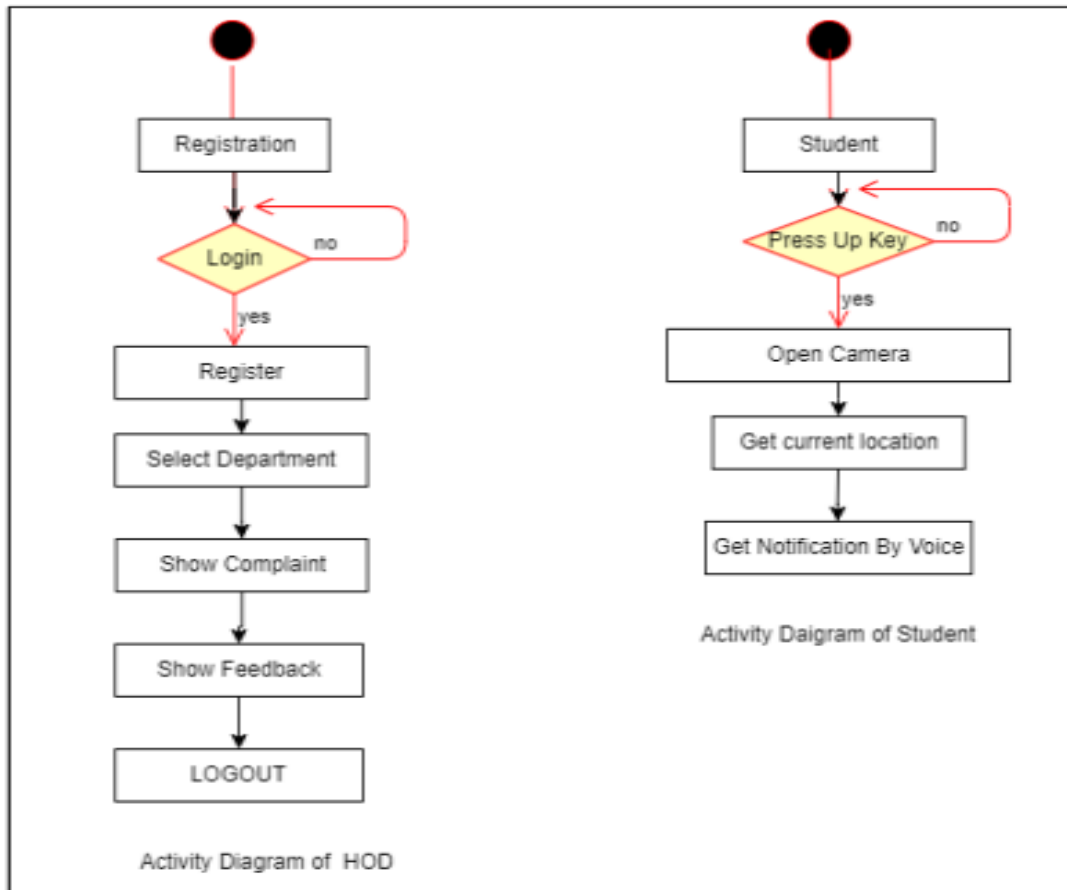 Registration
Login
no
yes
Register
Select Department
Show Complaint
Show Feedback
LOGOUT
Activity Diagram of HOD
Student
Press Up Key
no
yes
Open Camera
Get current location
Get Notification By Voice
Activity Daigram of Student